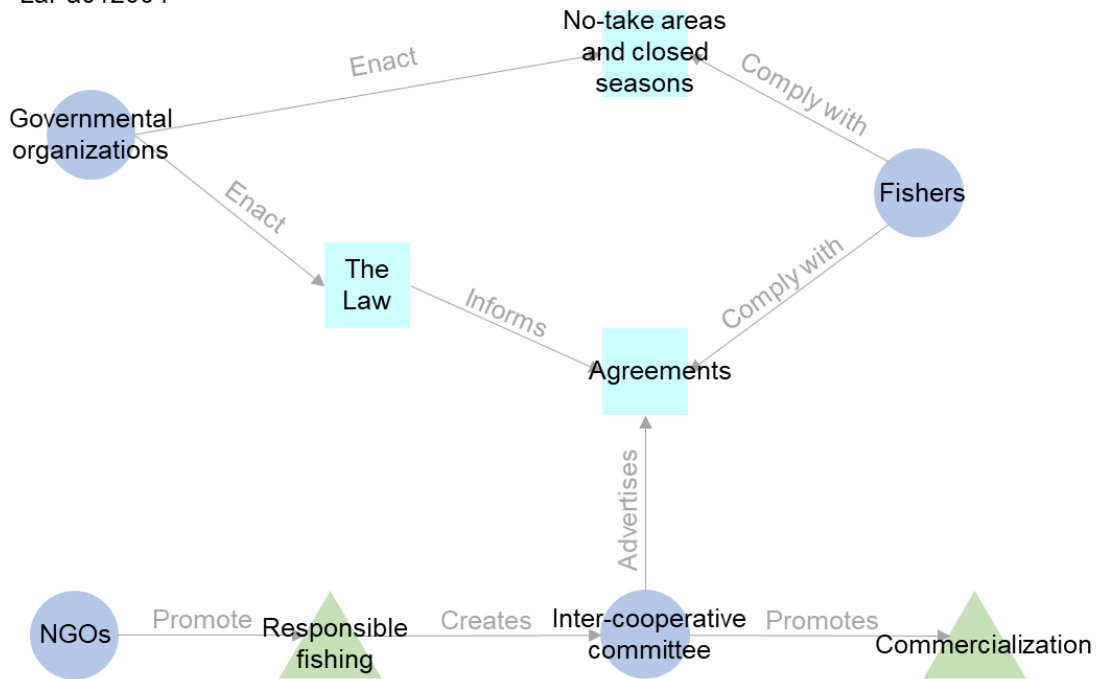 No-take areas
and closed
seasons
Enact
Comply with
Governmental
organizations
Fishers
Enact
The
Law
Informs
Comply with
Agreements
Advertises
NGOs
Promote
Responsible
fishing
Creates
Inter-cooperative
committee
Promotes
Commercialization